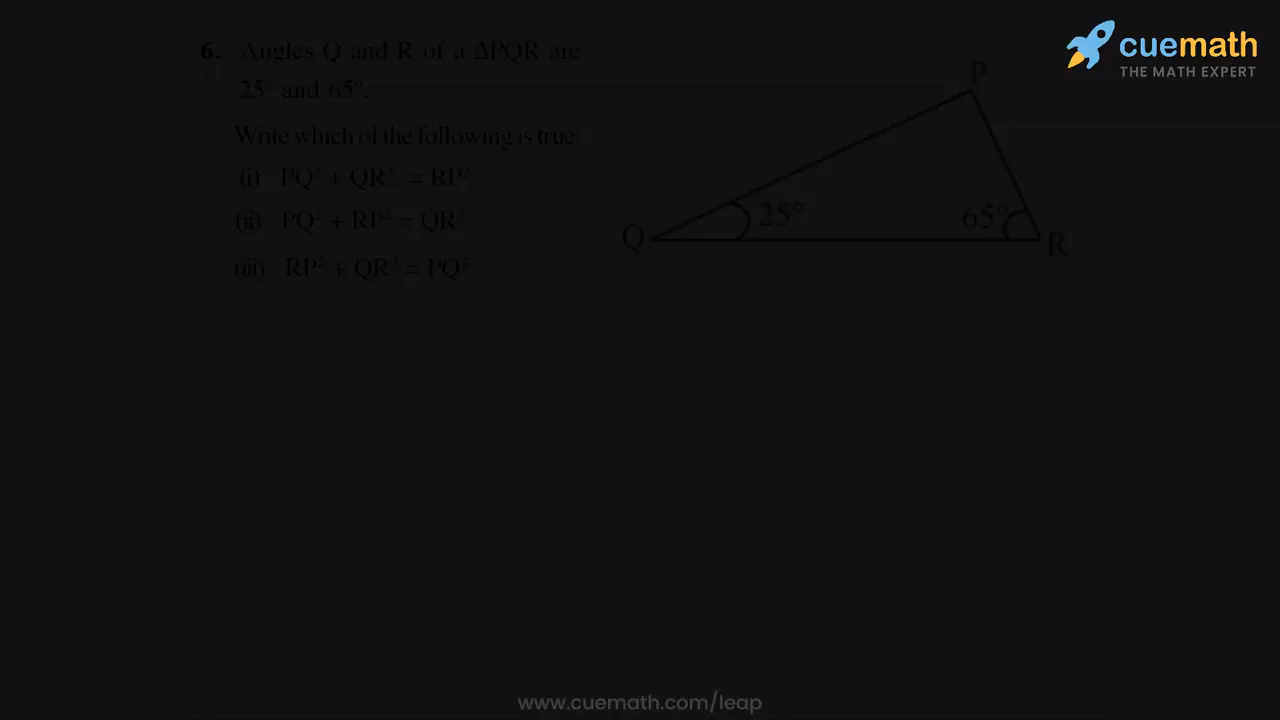 cuemath
THE MATH EXPERT
6. Angles Q and R of a ΔPQR are
25° and 65°.
Write which of the following is true:
(i) PQ² + QR² = RP²
(ii) PQ² + RP² = QR²
(iii) RP² + QR² = PQ²
P
25°
65°
Q
R
www.cuemath.com/leap